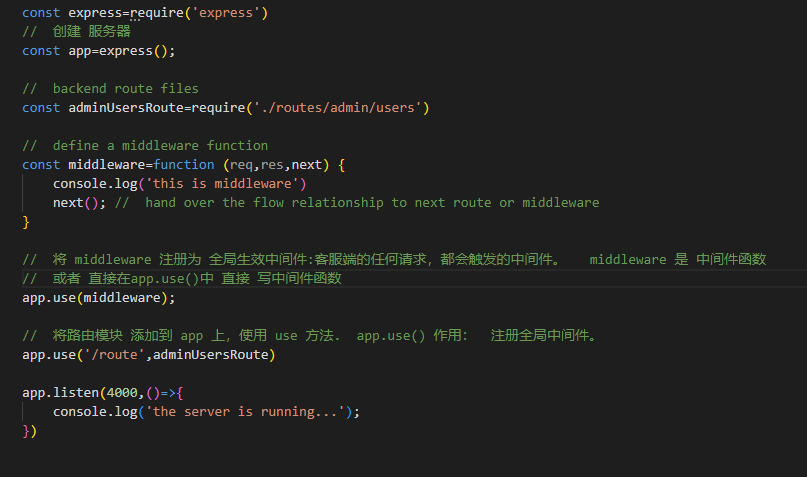 const express=require('express')
//  创建 服务器
const app=express();
//  backend route files
const adminUsersRoute=require('./routes/admin/users')
//  define a middleware function
const middleware=function (req,res,next) {
    console.log('this is middleware')
    next(); //  hand over the flow relationship to next route or middleware
}
//  将 middleware 注册为 全局生效中间件:客服端的任何请求，都会触发的中间件。   middleware 是 中间件函数
//  或者 直接在app.use()中 直接 写中间件函数
app.use(middleware);
//  将路由模块 添加到 app 上，使用 use 方法.  app.use() 作用：  注册全局中间件。
app.use('/route',adminUsersRoute)
app.listen(4000,()=>{
    console.log('the server is running...');
})